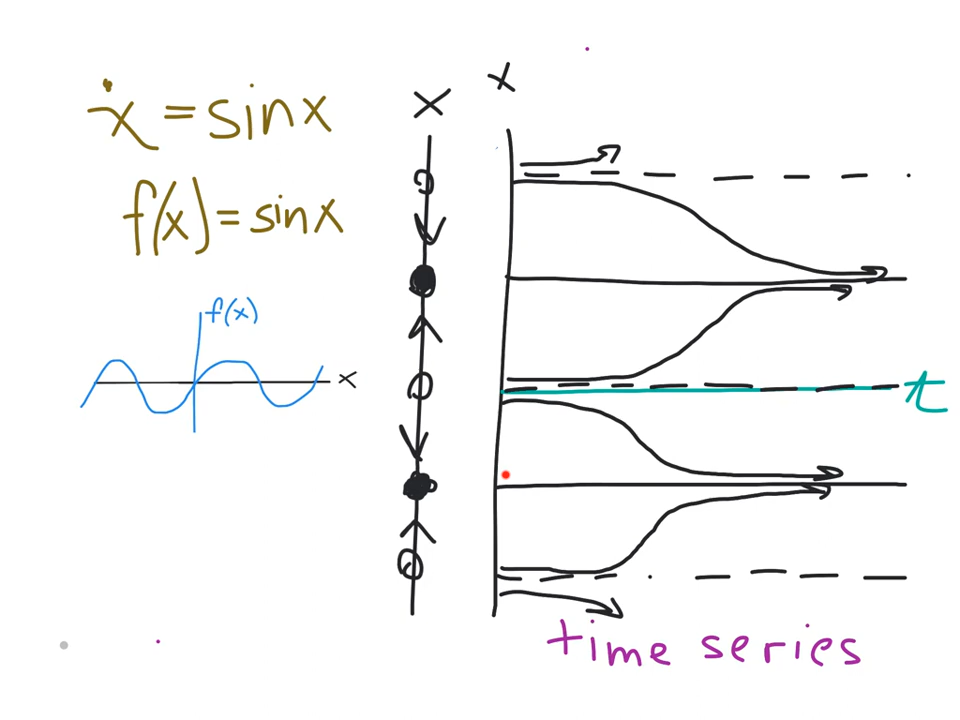 ẋ = sin x
f(x) = sin x
f(x)
x
x
x
t
time series